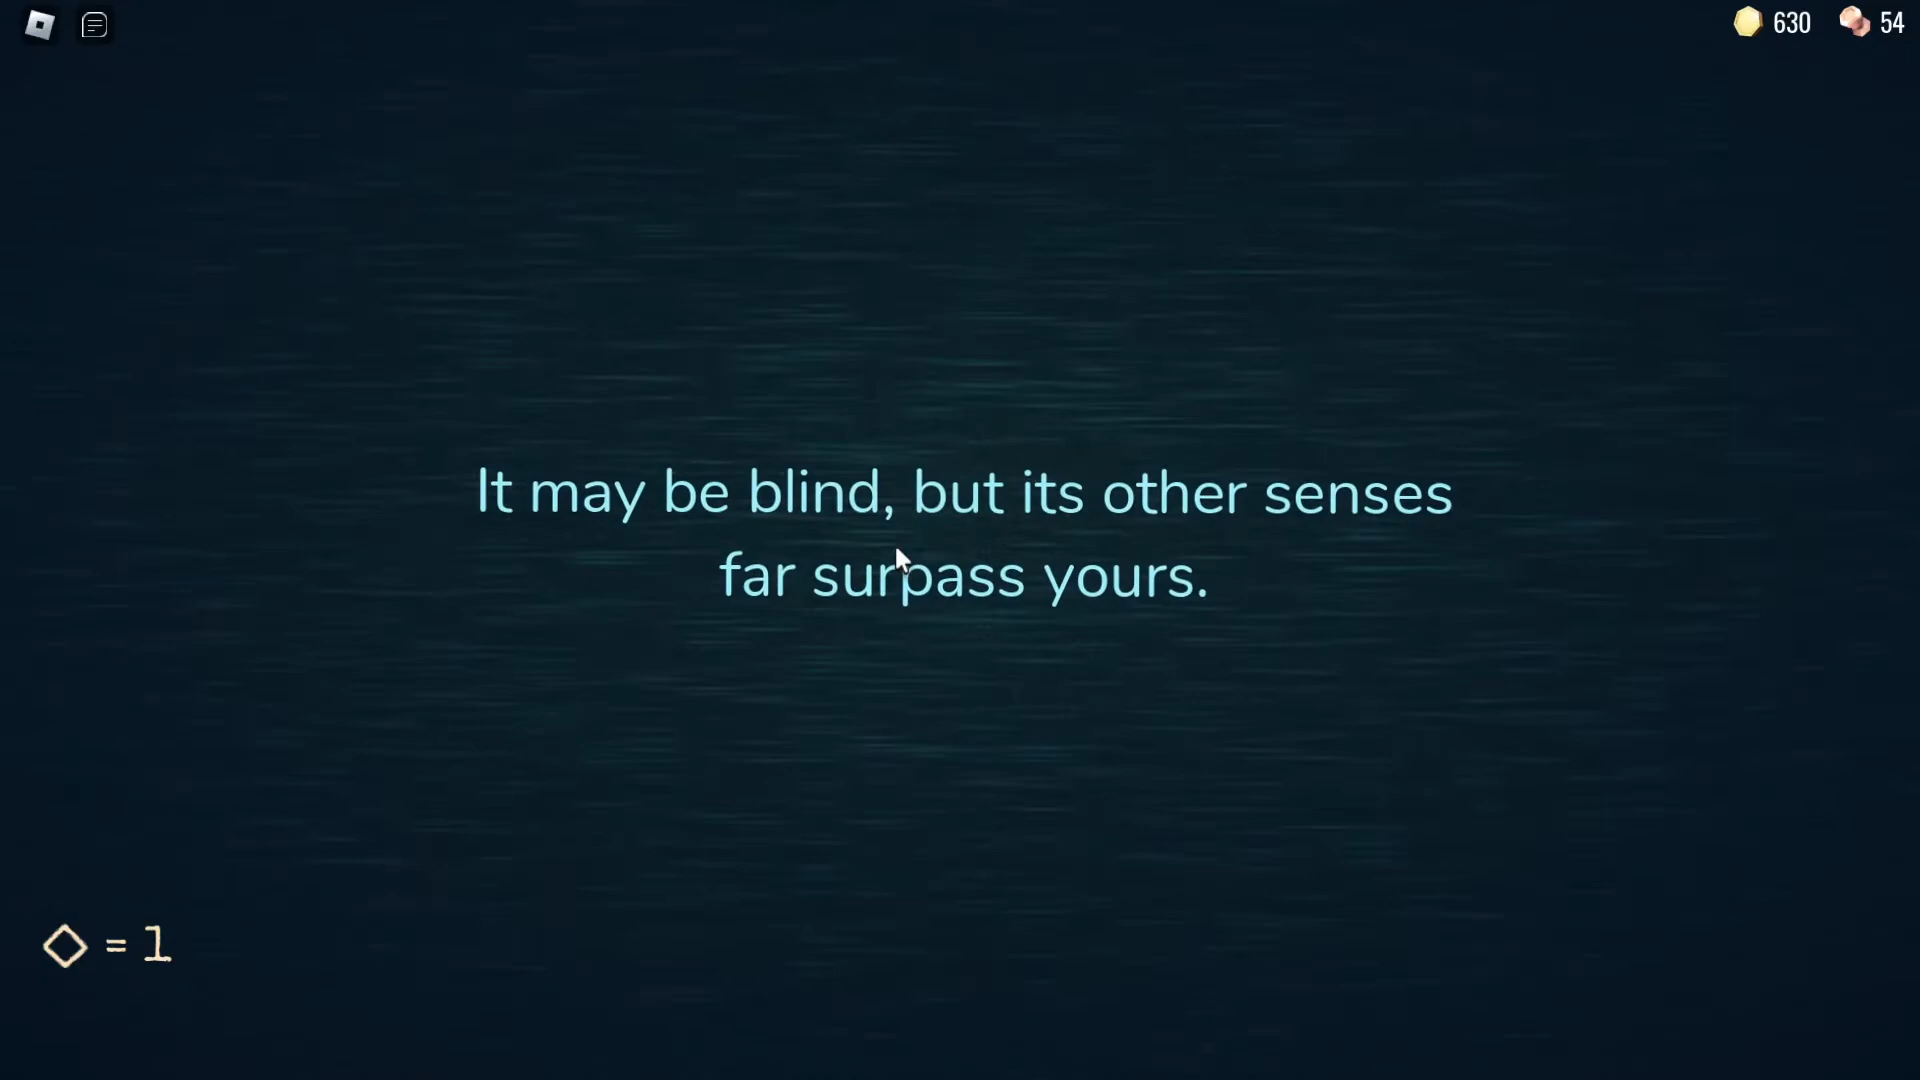 630 54
It may be blind, but its other senses
far surpass yours.
◇ = 1